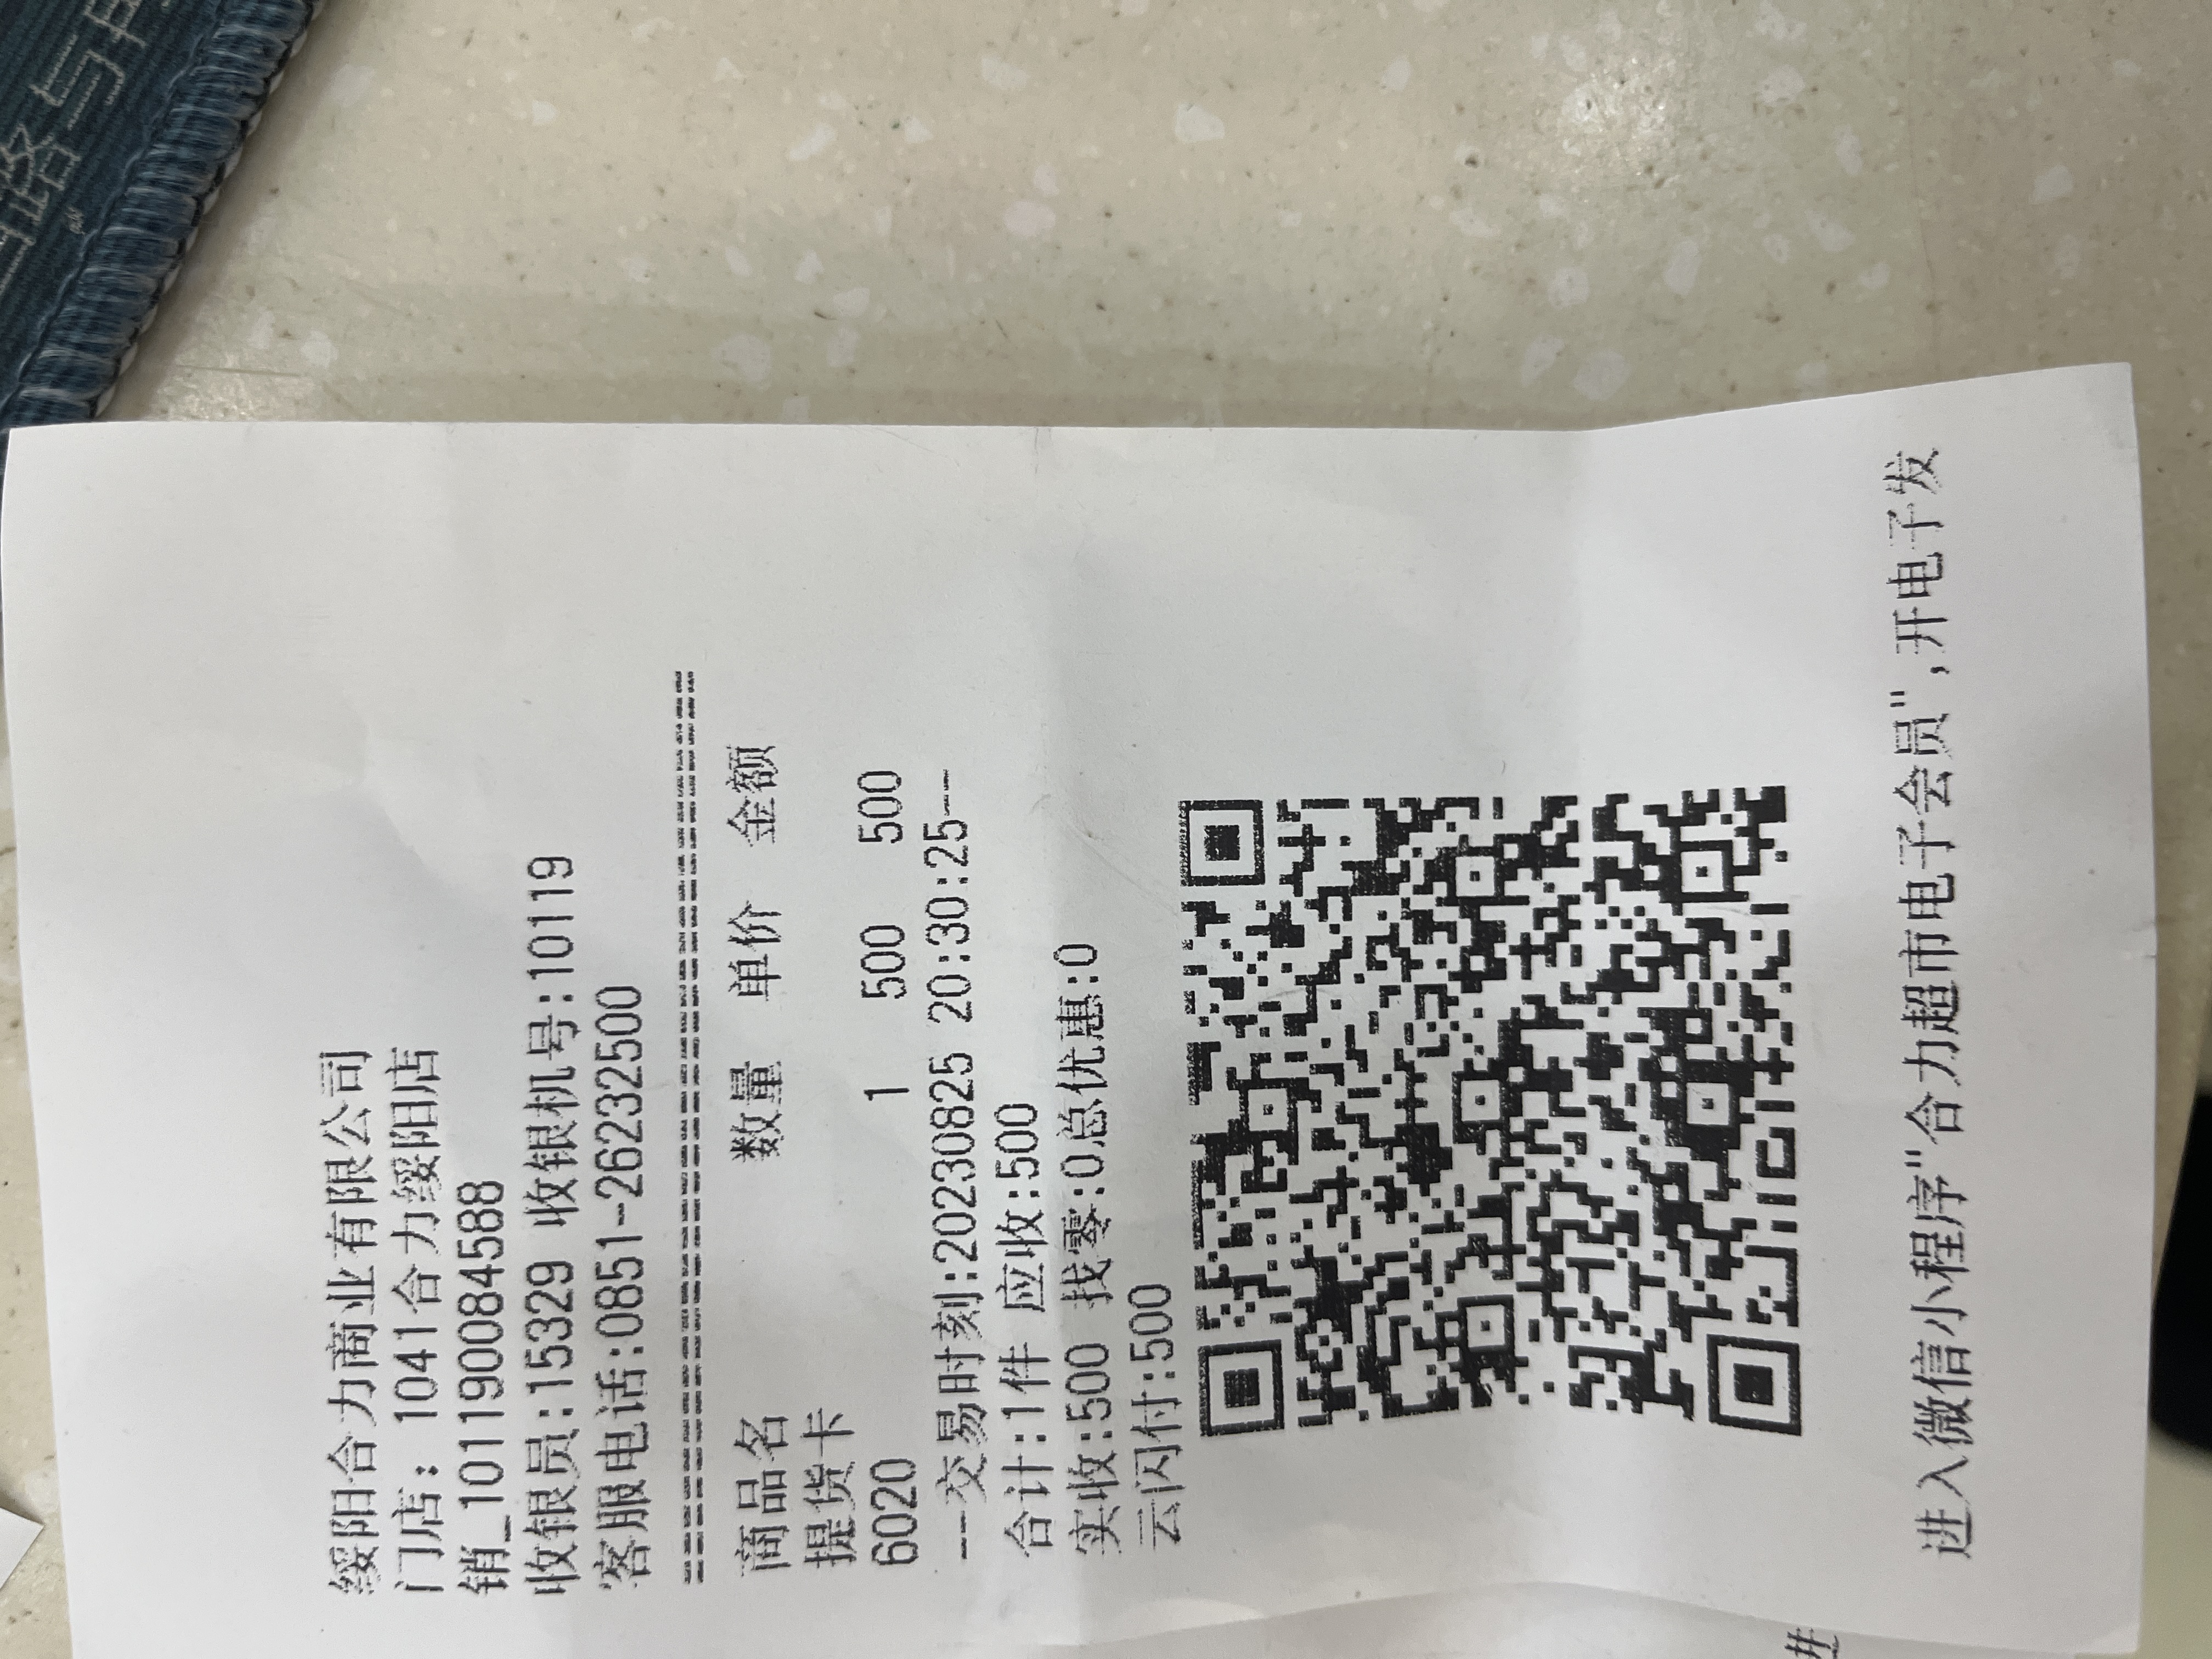 绥阳合力商业有限公司
门店: 1041合力绥阳店
销_101190084588
收银员:15329 收银机号:10119
客服电话:0851-26232500
==========================================
商品名 数量 单价 金额
提货卡
6020 1 500 500
--交易时刻:20230825 20:30:25--
合计:1件 应收:500
实收:500 找零:0总优惠:0
云闪付:500
进入微信小程序"合力超市电子会员",开电子发